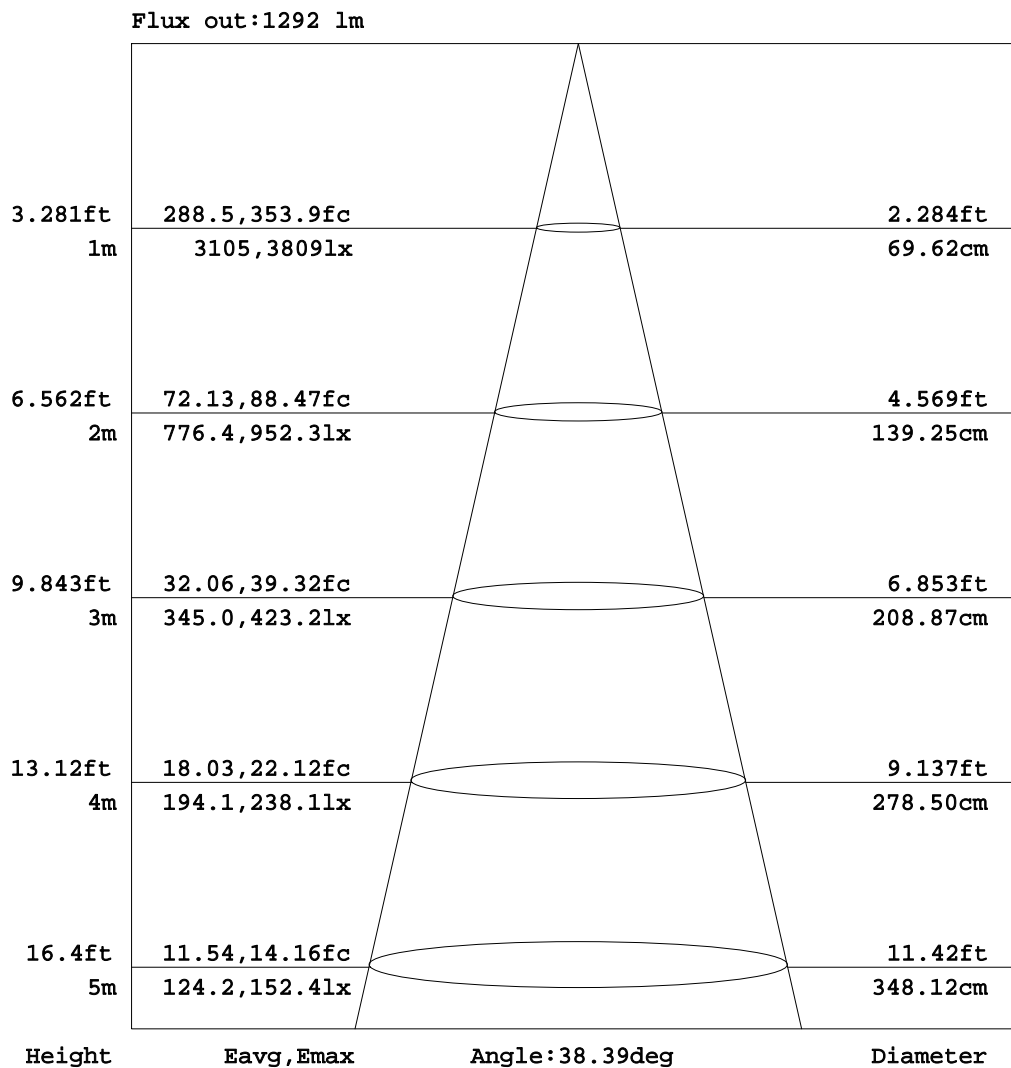 Flux out:1292 lm
3.281ft 288.5,353.9fc 2.284ft
1m 3105,3809lx 69.62cm
6.562ft 72.13,88.47fc 4.569ft
2m 776.4,952.3lx 139.25cm
9.843ft 32.06,39.32fc 6.853ft
3m 345.0,423.2lx 208.87cm
13.12ft 18.03,22.12fc 9.137ft
4m 194.1,238.1lx 278.50cm
16.4ft 11.54,14.16fc 11.42ft
5m 124.2,152.4lx 348.12cm
Height Eavg,Emax Angle:38.39deg Diameter